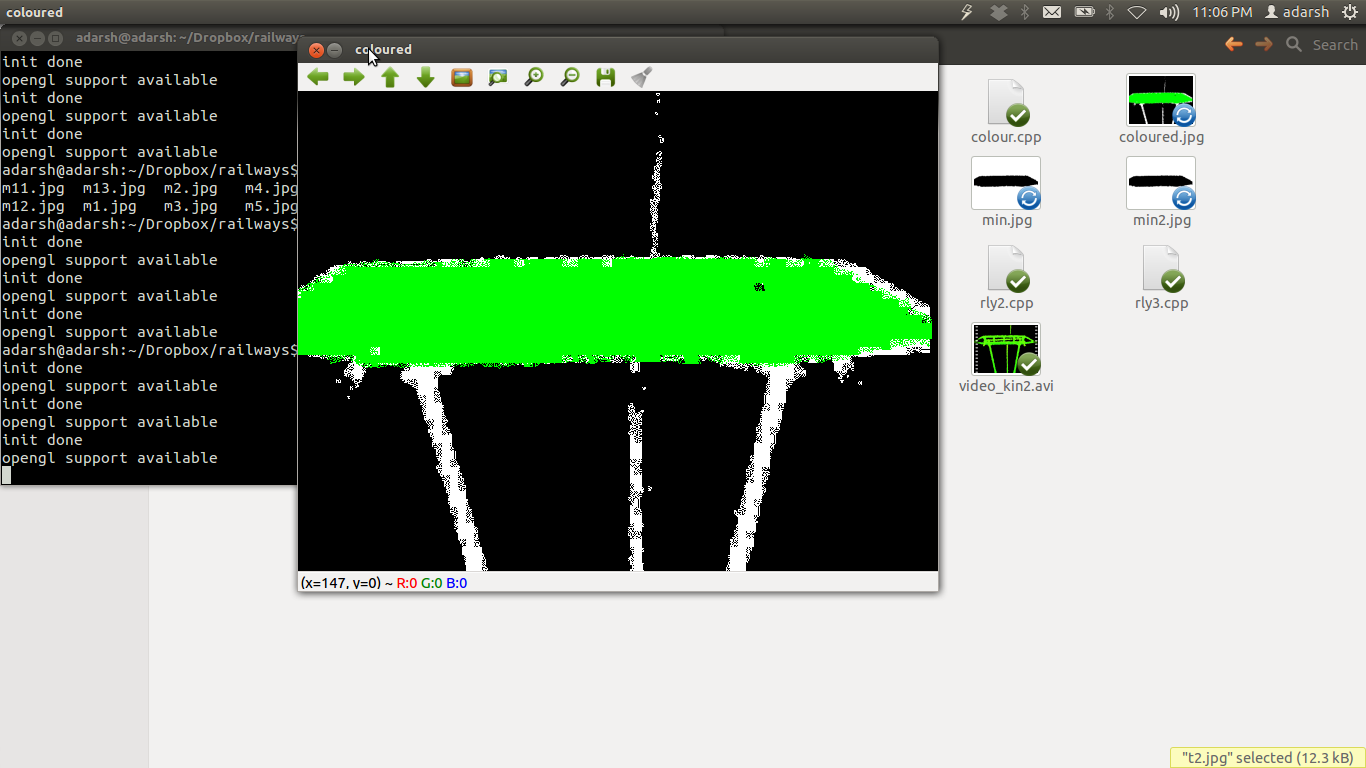 coloured
11:06 PM
adarsh
adarsh@adarsh: ~/Dropbox/railways
init done
opengl support available
init done
opengl support available
init done
opengl support available
adarsh@adarsh:~/Dropbox/railways$
m11.jpg m13.jpg m2.jpg m4.jpg
m12.jpg m1.jpg m3.jpg m5.jpg
adarsh@adarsh:~/Dropbox/railways$
init done
opengl support available
init done
opengl support available
init done
opengl support available
adarsh@adarsh:~/Dropbox/railways$
init done
opengl support available
init done
opengl support available
init done
opengl support available
coloured
(x=147, y=0) ~ R:0 G:0 B:0
Search
colour.cpp
coloured.jpg
min.jpg
min2.jpg
rly2.cpp
rly3.cpp
video_kin2.avi
"t2.jpg" selected (12.3 kB)